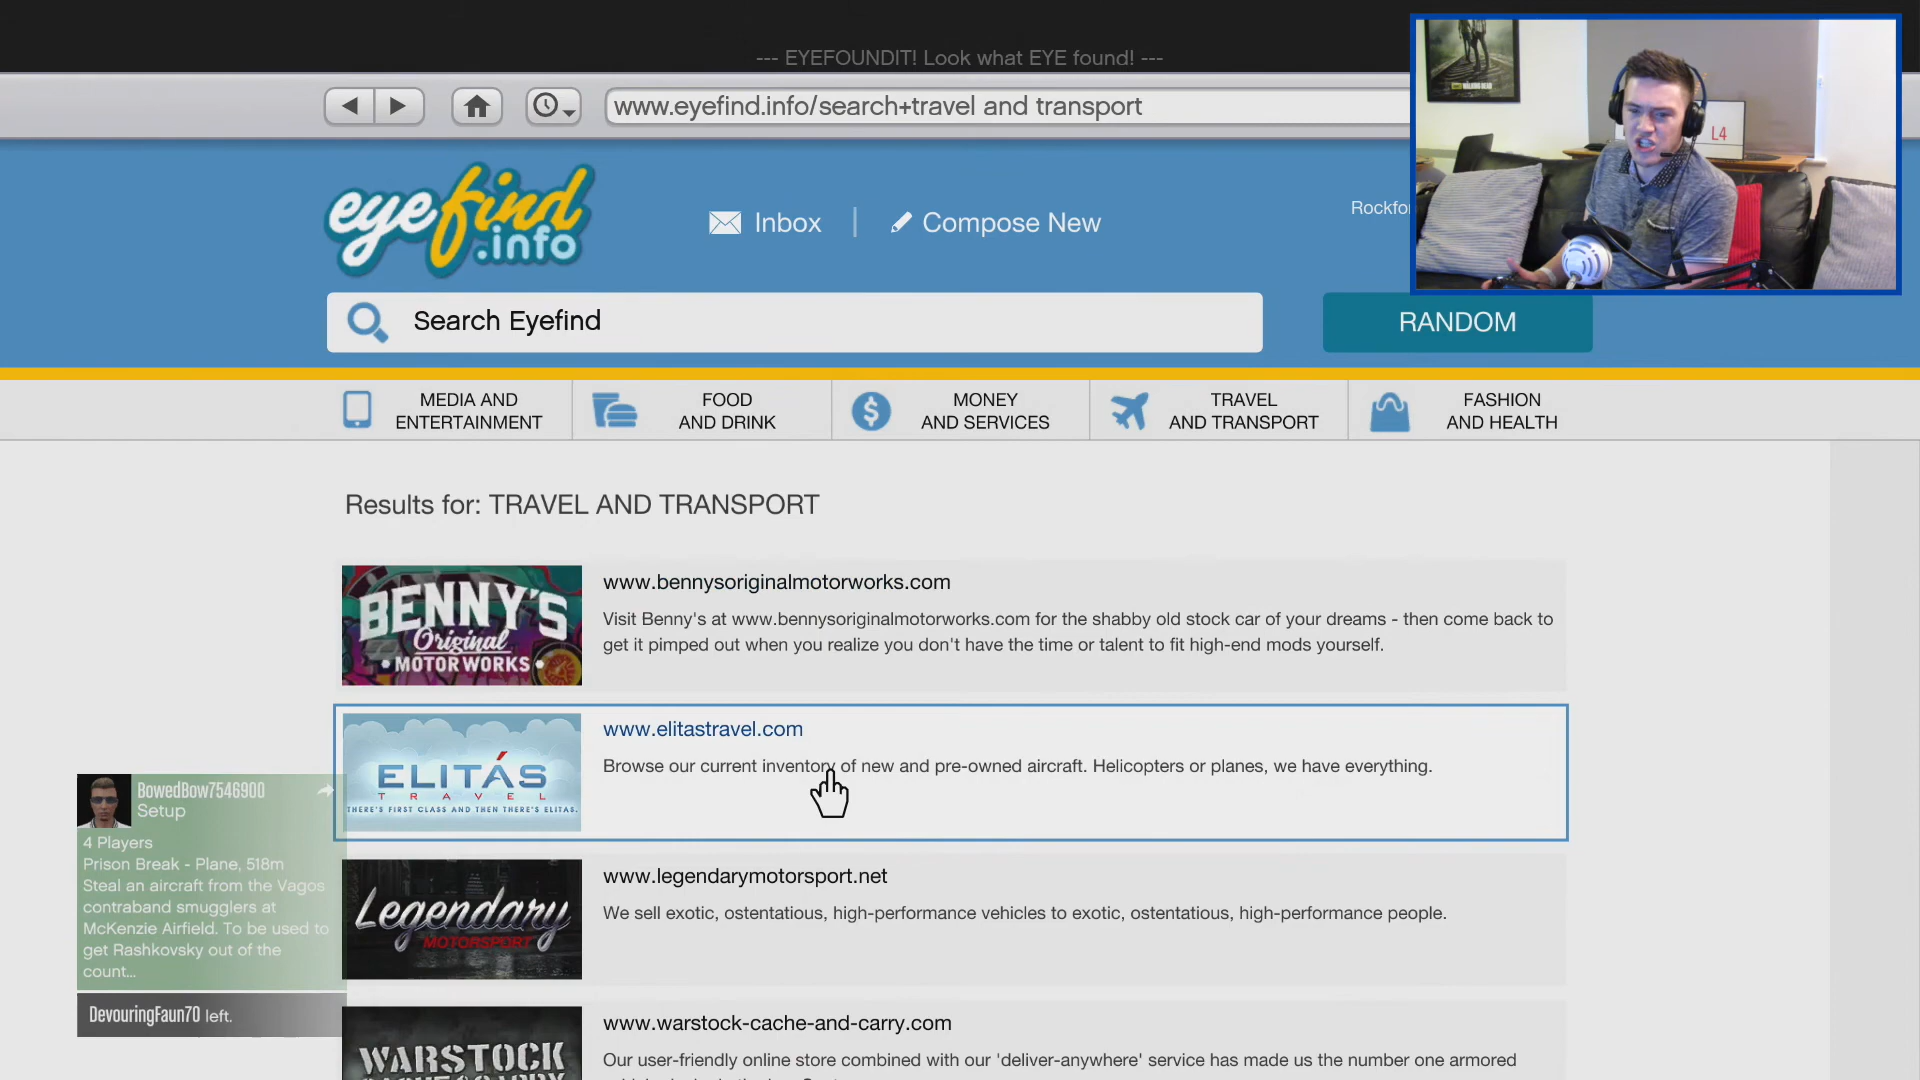 --- EYEFOUNDIT! Look what EYE found! ---
www.eyefind.info/search+travel and transport
L4
eyefind
.info
Inbox
Compose New
Rockfor
Search Eyefind
RANDOM
MEDIA AND
ENTERTAINMENT
FOOD
AND DRINK
MONEY
AND SERVICES
TRAVEL
AND TRANSPORT
FASHION
AND HEALTH
Results for: TRAVEL AND TRANSPORT
BENNY'S
Original
MOTOR WORKS
www.bennysoriginalmotorworks.com
Visit Benny's at www.bennysoriginalmotorworks.com for the shabby old stock car of your dreams - then come back to
get it pimped out when you realize you don't have the time or talent to fit high-end mods yourself.
ELITÁS
TRAVEL
THERE'S FIRST CLASS AND THEN THERE'S ELITAS.
www.elitastravel.com
Browse our current inventory of new and pre-owned aircraft. Helicopters or planes, we have everything.
BowedBow7546900
Setup
4 Players
Prison Break - Plane, 518m
Steal an aircraft from the Vagos
contraband smugglers at
McKenzie Airfield. To be used to
get Rashkovsky out of the
count...
DevouringFaun70 left.
Legendary
MOTORSPORT
www.legendarymotorsport.net
We sell exotic, ostentatious, high-performance vehicles to exotic, ostentatious, high-performance people.
WARSTOCK
www.warstock-cache-and-carry.com
Our user-friendly online store combined with our 'deliver-anywhere' service has made us the number one armored